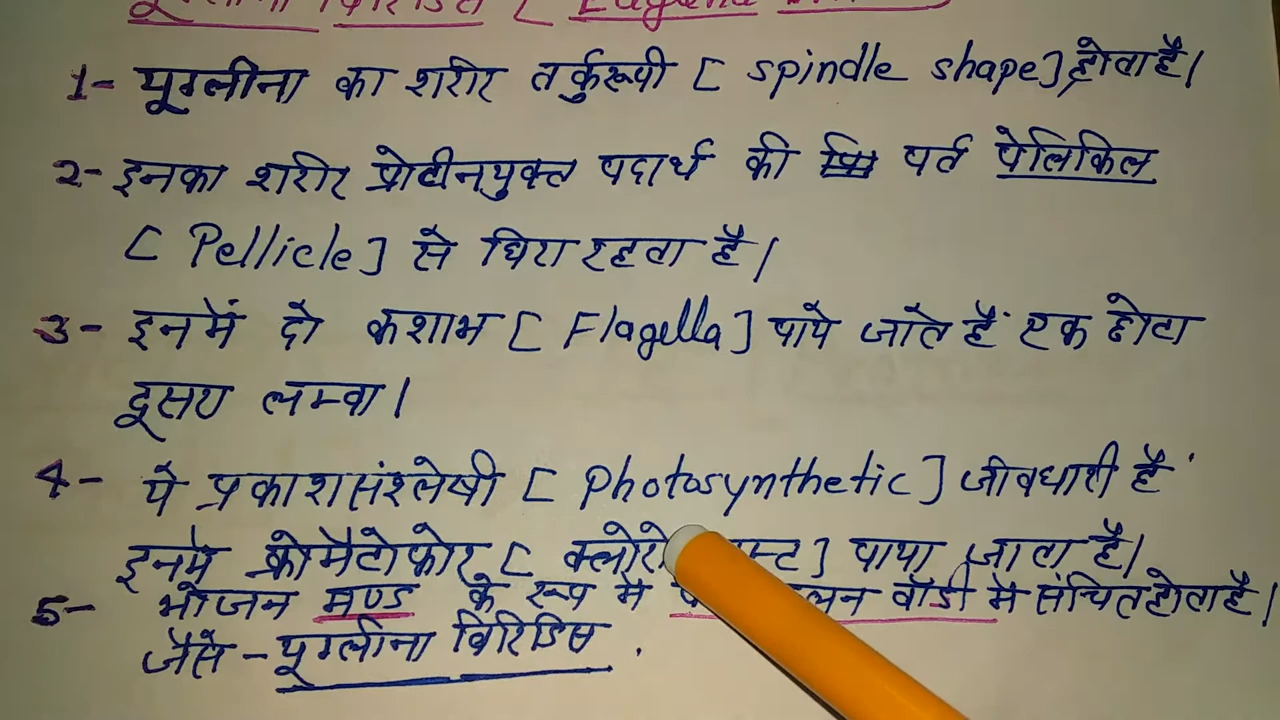 यूग्लीना विरिडिस [ Euglena
1- यूग्लीना का शरीर तर्कुरूपी [ spindle shape] होता है।
2- इनका शरीर प्रोटीनयुक्त पदार्थ की पर्त पेलिकिल
[ Pellicle] से घिरा रहता है।
3- इनमें दो कशाभ [ Flagella] पाये जाते हैं एक छोटा
दूसरा लम्वा।
4- ये प्रकाशसंश्लेषी [ Photosynthetic] जीवधारी है
इनमे क्रोमैटोफोर [ क्लोरो स्ट] पाया जाता है।
5- भोजन मण्ड के रूप मे बॉडी मे संचित होता है।
जैसे - यूग्लीना विरिडिस .